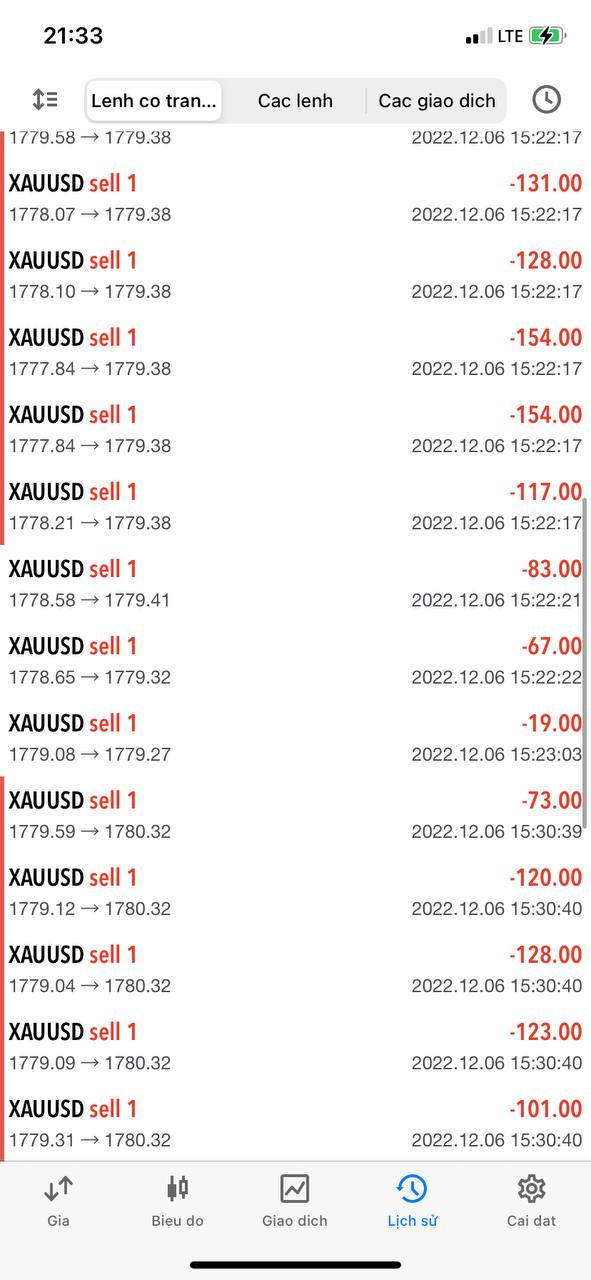 21:33 LTE
Lenh co tran... Cac lenh Cac giao dich
1779.58 → 1779.38 2022.12.06 15:22:17
XAUUSD sell 1 -131.00
1778.07 → 1779.38 2022.12.06 15:22:17
XAUUSD sell 1 -128.00
1778.10 → 1779.38 2022.12.06 15:22:17
XAUUSD sell 1 -154.00
1777.84 → 1779.38 2022.12.06 15:22:17
XAUUSD sell 1 -154.00
1777.84 → 1779.38 2022.12.06 15:22:17
XAUUSD sell 1 -117.00
1778.21 → 1779.38 2022.12.06 15:22:17
XAUUSD sell 1 -83.00
1778.58 → 1779.41 2022.12.06 15:22:21
XAUUSD sell 1 -67.00
1778.65 → 1779.32 2022.12.06 15:22:22
XAUUSD sell 1 -19.00
1779.08 → 1779.27 2022.12.06 15:23:03
XAUUSD sell 1 -73.00
1779.59 → 1780.32 2022.12.06 15:30:39
XAUUSD sell 1 -120.00
1779.12 → 1780.32 2022.12.06 15:30:40
XAUUSD sell 1 -128.00
1779.04 → 1780.32 2022.12.06 15:30:40
XAUUSD sell 1 -123.00
1779.09 → 1780.32 2022.12.06 15:30:40
XAUUSD sell 1 -101.00
1779.31 → 1780.32 2022.12.06 15:30:40
Gia Bieu do Giao dich Lịch sử Cai dat